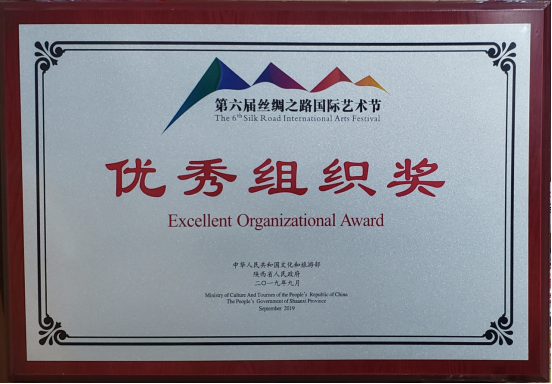 第六届丝绸之路国际艺术节
The 6th Silk Road International Arts Festival
优秀组织奖
Excellent Organizational Award
中华人民共和国文化和旅游部
陕西省人民政府
二〇一九年九月
Ministry of Culture And Tourism of the People's Republic of China
The People's Government of Shaanxi Province
September 2019